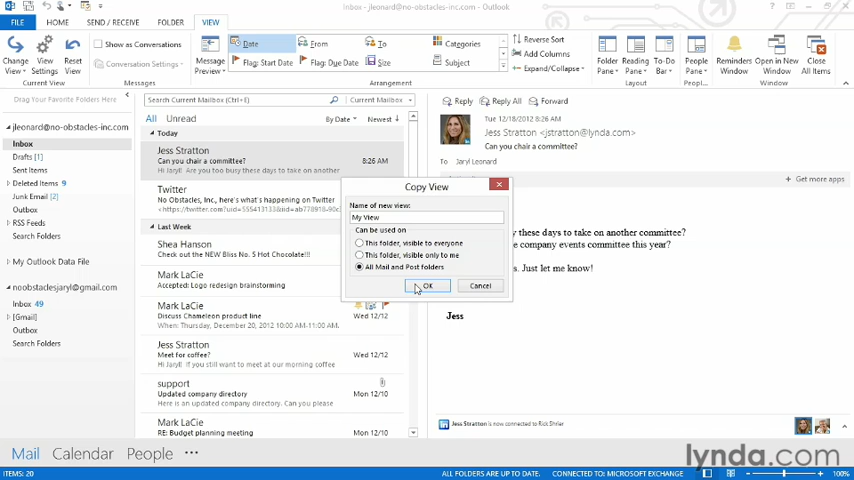 Inbox - jleonard@no-obstacles-inc.com - Outlook
FILE HOME SEND / RECEIVE FOLDER VIEW
Change View
View Settings
Reset View
Current View
Show as Conversations
Conversation Settings
Messages
Message Preview
Date
From
To
Categories
Flag: Start Date
Flag: Due Date
Size
Subject
Arrangement
Reverse Sort
Add Columns
Expand/Collapse
Folder Pane
Reading Pane
To-Do Bar
Layout
People Pane
Peopl...
Reminders Window
Open in New Window
Close All Items
Window
Drag Your Favorite Folders Here
jleonard@no-obstacles-inc.com
Inbox
Drafts [1]
Sent Items
Deleted Items 9
Junk Email [2]
Outbox
RSS Feeds
Search Folders
My Outlook Data File
noobstaclesjaryl@gmail.com
Inbox 49
[Gmail]
Outbox
Search Folders
Search Current Mailbox (Ctrl+E)
Current Mailbox
All Unread
By Date Newest
Today
Jess Stratton
Can you chair a committee? 8:26 AM
Hi Jaryl! Are you too busy these days to take on another
Twitter
No Obstacles, Inc., here's what's happening on Twitter
Last Week
Shea Hanson
Come out of the NEW Bliss No. 5 Hot Chocolate!!!
Mark LaCie
Accepted: Logo redesign brainstorming
Mark LaCie
Discuss Chameleon product line Wed 12/12
When: Thursday, December 20, 2012 10:00 AM-11:00 AM.
Jess Stratton
Meet for coffee? Wed 12/12
Hi Jaryl! If you still want to meet at our morning coffee
support
Updated company directory Mon 12/10
Here is an updated company directory. Can you please
Mark LaCie
RE: Budget planning meeting Mon 12/10
Copy View
Name of new view:
My View
Can be used on
This folder, visible to everyone
This folder, visible only to me
All Mail and Post folders
OK Cancel
Reply Reply All Forward
Tue 12/18/2012 8:26 AM
Jess Stratton <jstratton@lynda.com>
Can you chair a committee?
To Jaryl Leonard
Get more apps
y these days to take on another committee?
e company events committee this year?
s. Just let me know!
Jess
Jess Stratton is now connected to Rick Shrler
Mail Calendar People •••
lynda.com
ITEMS: 20 ALL FOLDERS ARE UP TO DATE. CONNECTED TO: MICROSOFT EXCHANGE 100%